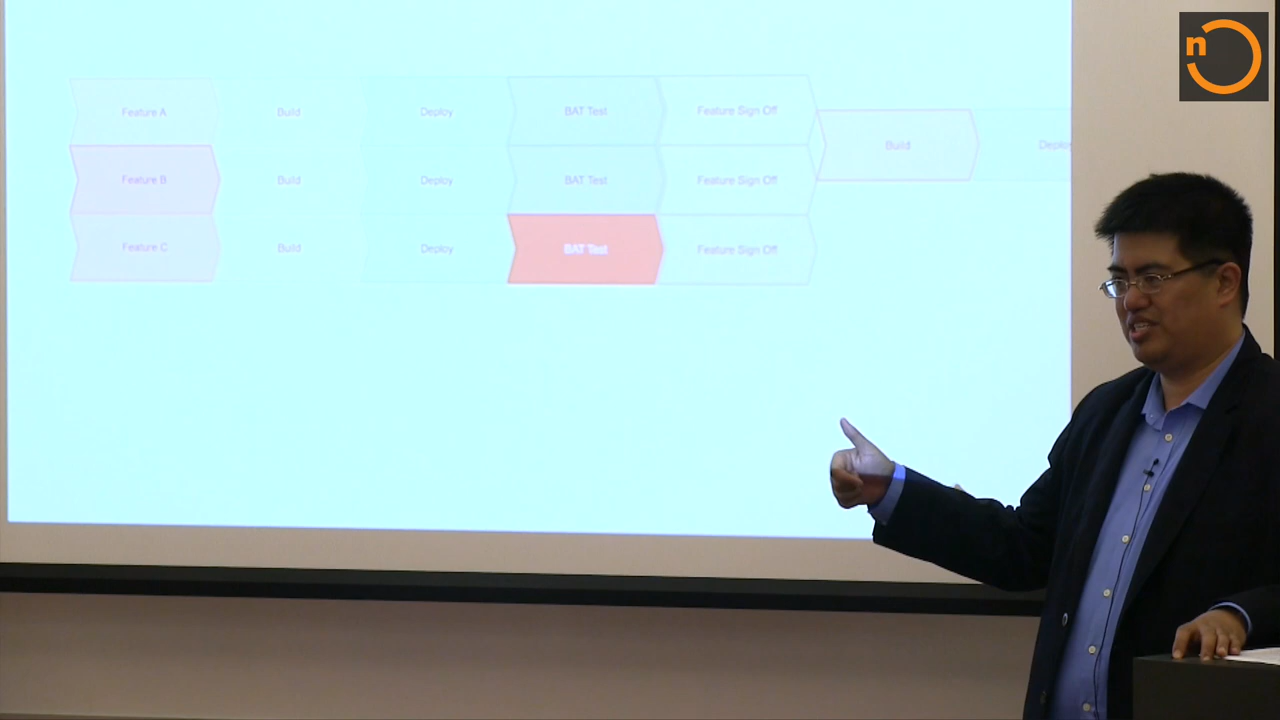 n
Feature A Build Deploy BAT Test Feature Sign Off
Build Deploy
Feature B Build Deploy BAT Test Feature Sign Off
Feature C Build Deploy BAT Test Feature Sign Off